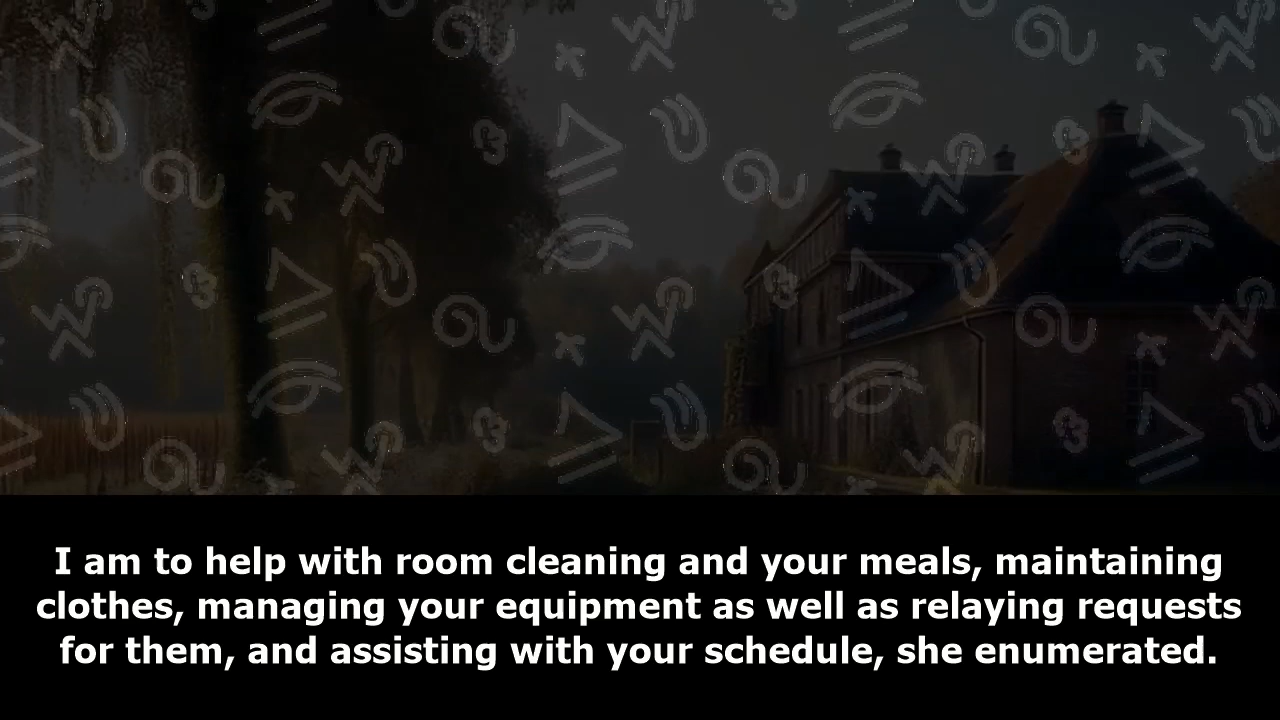 I am to help with room cleaning and your meals, maintaining
clothes, managing your equipment as well as relaying requests
for them, and assisting with your schedule, she enumerated.